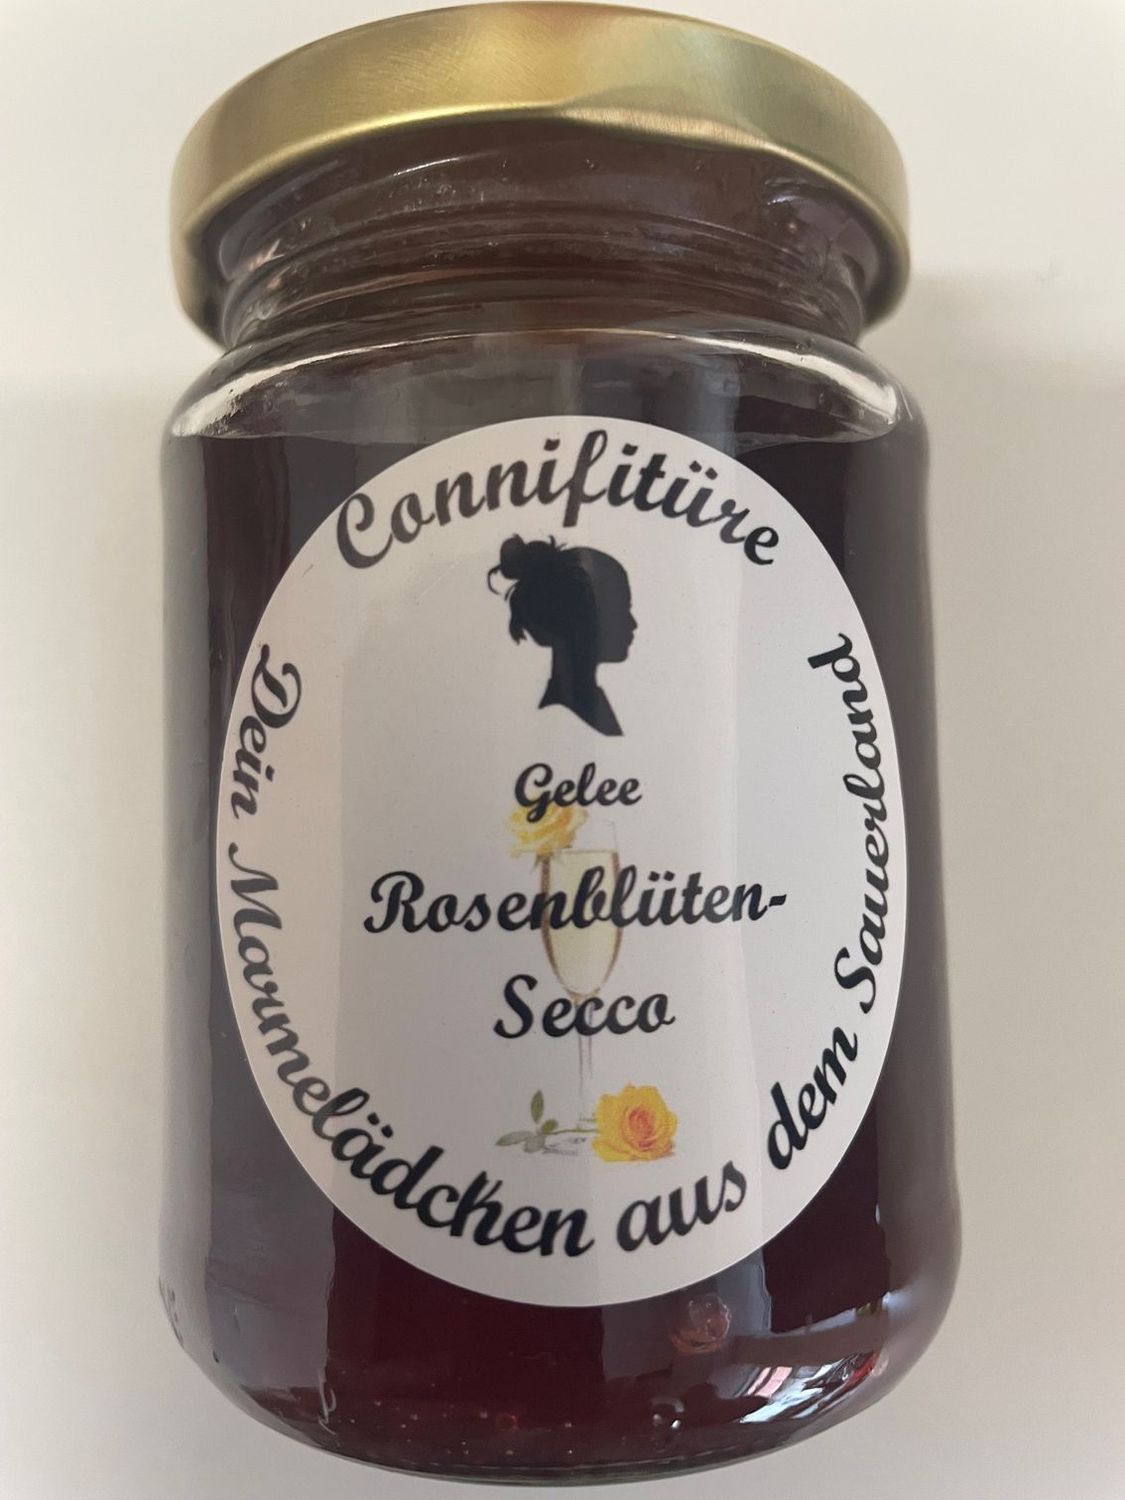 Connifitüre
Gelee
Rosenblüten-
Secco
Dein Marmelädchen aus dem Sauerland